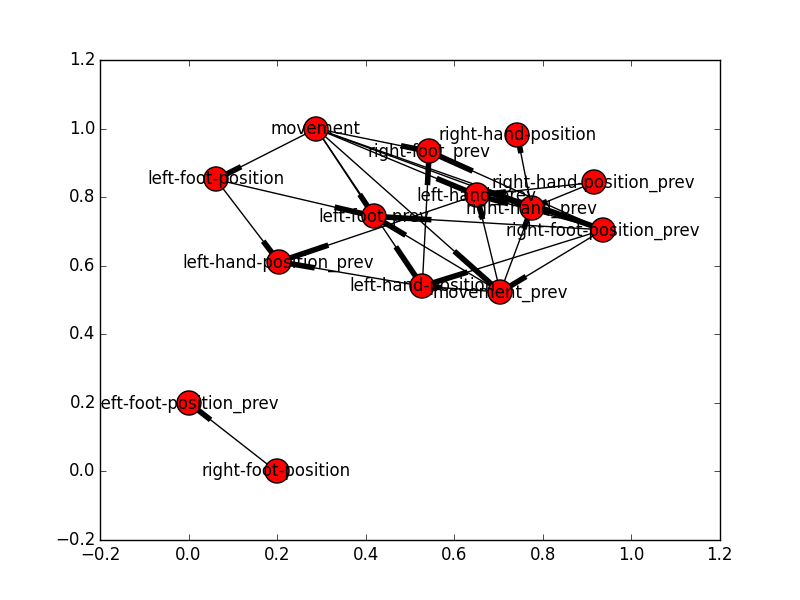 1.2
1.0
0.8
0.6
0.4
0.2
0.0
−0.2
−0.2
0.0
0.2
0.4
0.6
0.8
1.0
1.2
movement
right-hand-position
right-foot_prev
left-foot-position
right-hand-position_prev
left-hand_prev
right-hand_prev
left-foot_prev
right-foot-position_prev
left-hand-position_prev
left-hand-position
movement_prev
left-foot-position_prev
right-foot-position